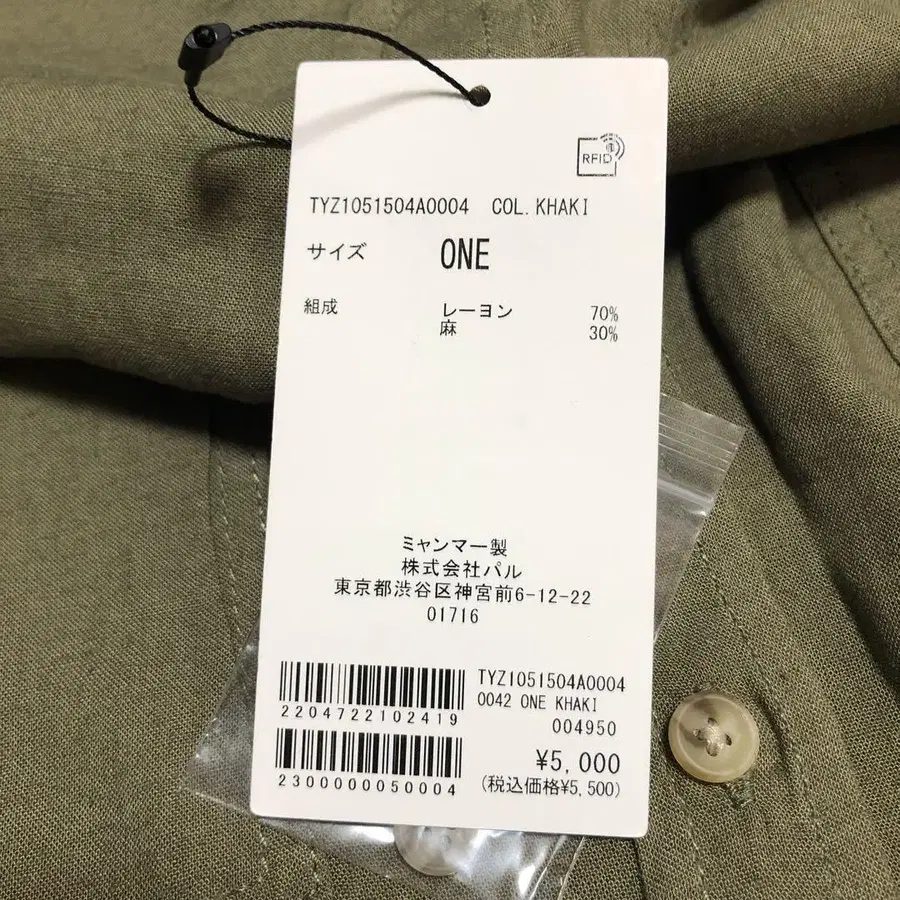 RFID
TYZ1051504A0004 COL.KHAKI
サイズ ONE
組成 レーヨン 70%
麻 30%
ミャンマー製
株式会社パル
東京都渋谷区神宮前6-12-22
01716
TYZ1051504A0004
0042 ONE KHAKI
2204722102419
004950
¥5,000
2300000050004
(税込価格¥5,500)